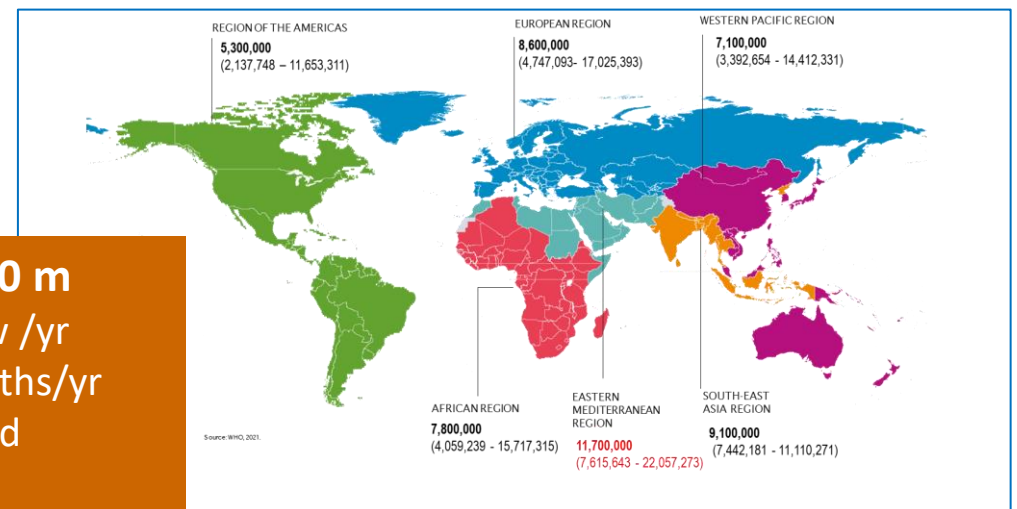 REGION OF THE AMERICAS
5,300,000
(2,137,748 – 11,653,311)
EUROPEAN REGION
8,600,000
(4,747,093- 17,025,393)
WESTERN PACIFIC REGION
7,100,000
(3,392,654 - 14,412,331)
0 m
/yr
ths/yr
d
AFRICAN REGION
7,800,000
(4,059,239 - 15,717,315)
EASTERN
MEDITERRANEAN
REGION
11,700,000
(7,615,643 - 22,057,273)
SOUTH-EAST
ASIA REGION
9,100,000
(7,442,181 - 11,110,271)
Source: WHO, 2021.